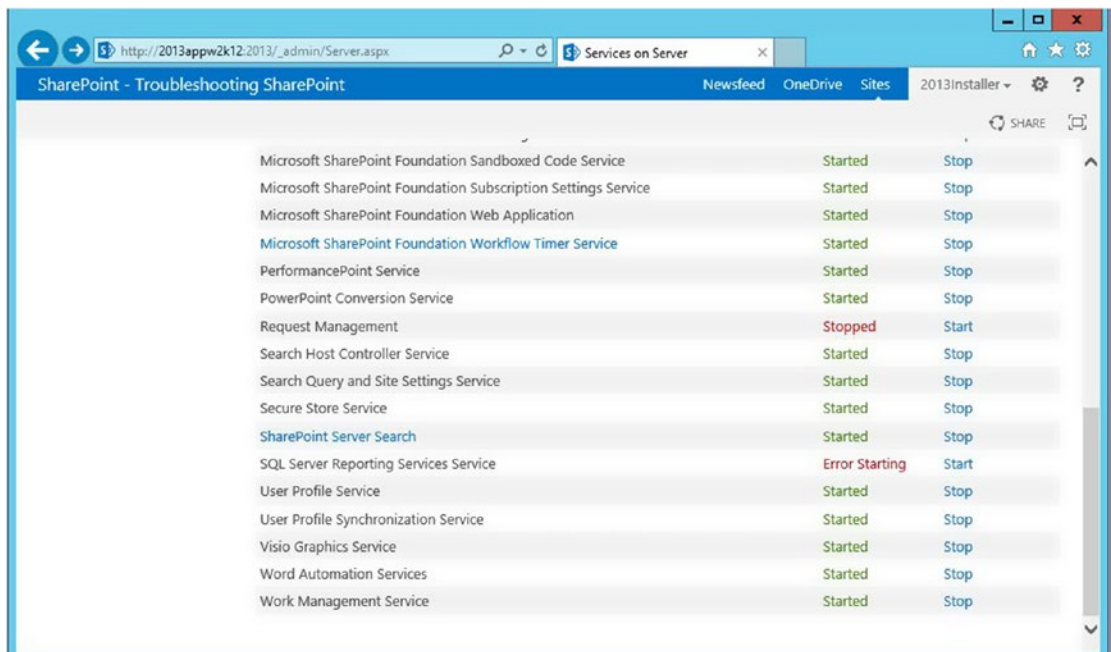 http://2013appw2k12:2013/_admin/Server.aspx
Services on Server
SharePoint - Troubleshooting SharePoint Newsfeed OneDrive Sites 2013Installer ?
SHARE
Microsoft SharePoint Foundation Sandboxed Code Service Started Stop
Microsoft SharePoint Foundation Subscription Settings Service Started Stop
Microsoft SharePoint Foundation Web Application Started Stop
Microsoft SharePoint Foundation Workflow Timer Service Started Stop
PerformancePoint Service Started Stop
PowerPoint Conversion Service Started Stop
Request Management Stopped Start
Search Host Controller Service Started Stop
Search Query and Site Settings Service Started Stop
Secure Store Service Started Stop
SharePoint Server Search Started Stop
SQL Server Reporting Services Service Error Starting Start
User Profile Service Started Stop
User Profile Synchronization Service Started Stop
Visio Graphics Service Started Stop
Word Automation Services Started Stop
Work Management Service Started Stop